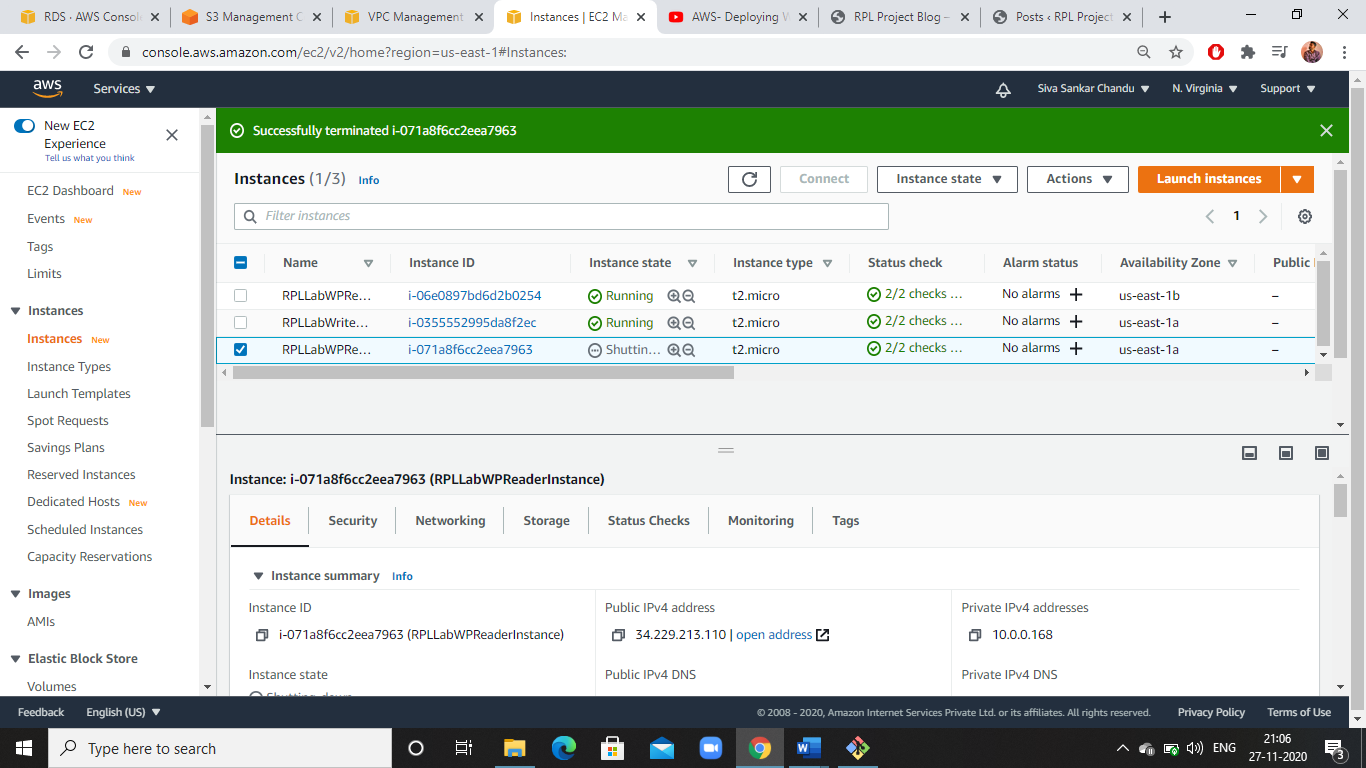 RDS · AWS Consol
S3 Management C
VPC Management
Instances | EC2 Ma
AWS- Deploying W
RPL Project Blog –
Posts ‹ RPL Project
console.aws.amazon.com/ec2/v2/home?region=us-east-1#Instances:
aws
Services
Siva Sankar Chandu
N. Virginia
Support
New EC2
Experience
Tell us what you think
EC2 Dashboard New
Events New
Tags
Limits
Instances
Instances New
Instance Types
Launch Templates
Spot Requests
Savings Plans
Reserved Instances
Dedicated Hosts New
Scheduled Instances
Capacity Reservations
Images
AMIs
Elastic Block Store
Volumes
Successfully terminated i-071a8f6cc2eea7963
Instances (1/3) Info
Connect
Instance state
Actions
Launch instances
Filter instances
1
Name Instance ID Instance state Instance type Status check Alarm status Availability Zone Public
RPLLabWPRe... i-06e0897bd6d2b0254 Running t2.micro 2/2 checks ... No alarms + us-east-1b –
RPLLabWrite... i-0355552995da8f2ec Running t2.micro 2/2 checks ... No alarms + us-east-1a –
RPLLabWPRe... i-071a8f6cc2eea7963 Shuttin... t2.micro 2/2 checks ... No alarms + us-east-1a –
Instance: i-071a8f6cc2eea7963 (RPLLabWPReaderInstance)
Details Security Networking Storage Status Checks Monitoring Tags
Instance summary Info
Instance ID
i-071a8f6cc2eea7963 (RPLLabWPReaderInstance)
Public IPv4 address
34.229.213.110 | open address
Private IPv4 addresses
10.0.0.168
Instance state
Shutting-down
Public IPv4 DNS
Private IPv4 DNS
Feedback English (US)
© 2008 - 2020, Amazon Internet Services Private Ltd. or its affiliates. All rights reserved.
Privacy Policy Terms of Use
Type here to search
ENG
21:06
27-11-2020
3